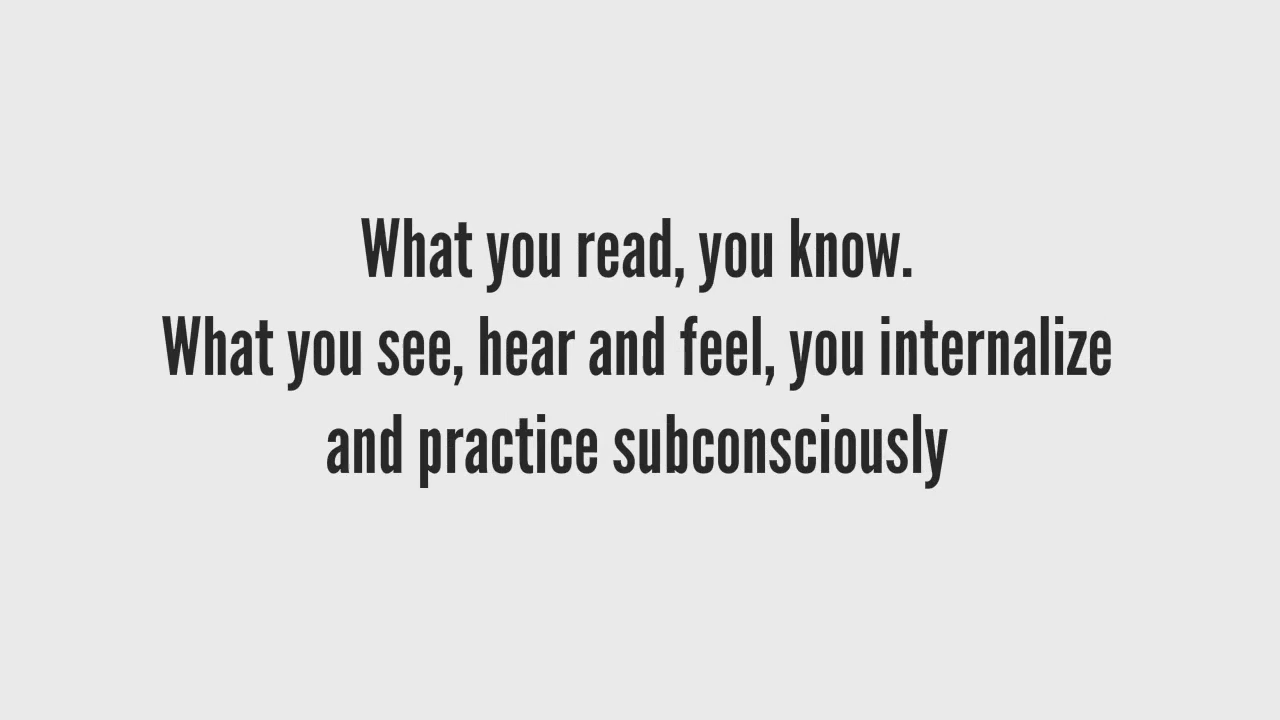 What you read, you know.
What you see, hear and feel, you internalize
and practice subconsciously